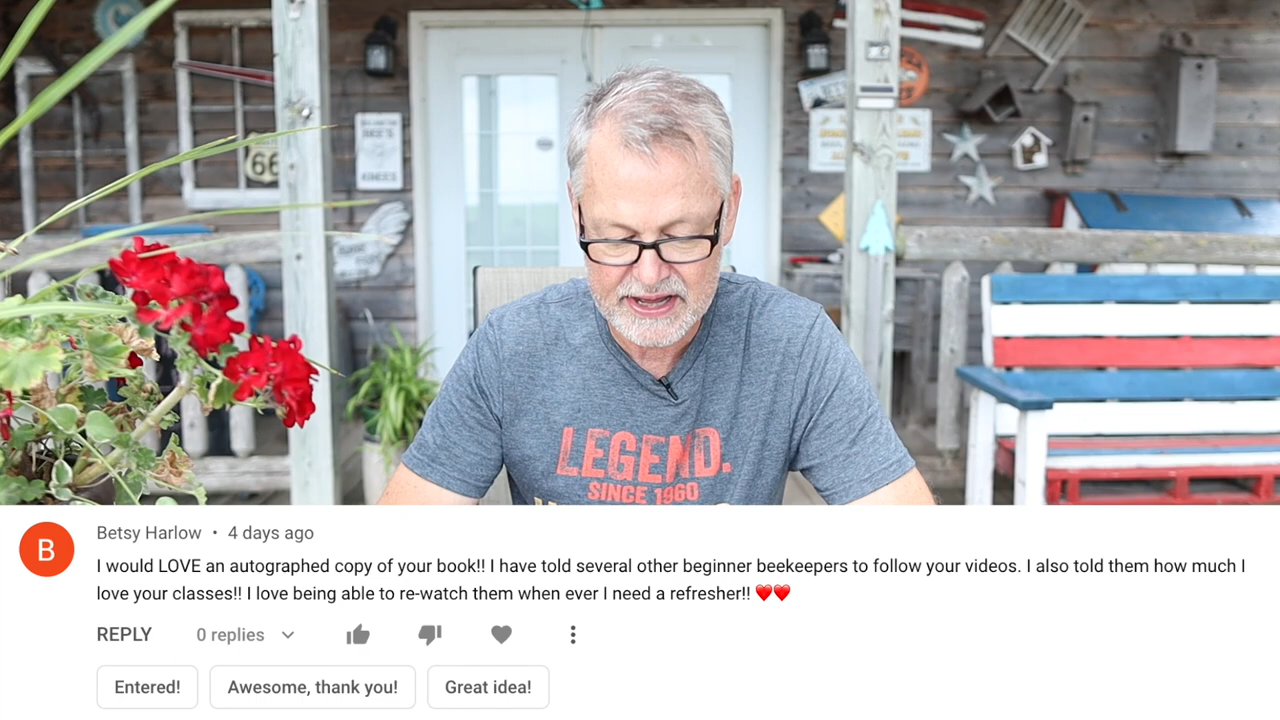 66
BEE'S
KNEES
LEGEND.
SINCE 1960
B
Betsy Harlow • 4 days ago
I would LOVE an autographed copy of your book!! I have told several other beginner beekeepers to follow your videos. I also told them how much I
love your classes!! I love being able to re-watch them when ever I need a refresher!! ❤️❤️
REPLY 0 replies
Entered! Awesome, thank you! Great idea!